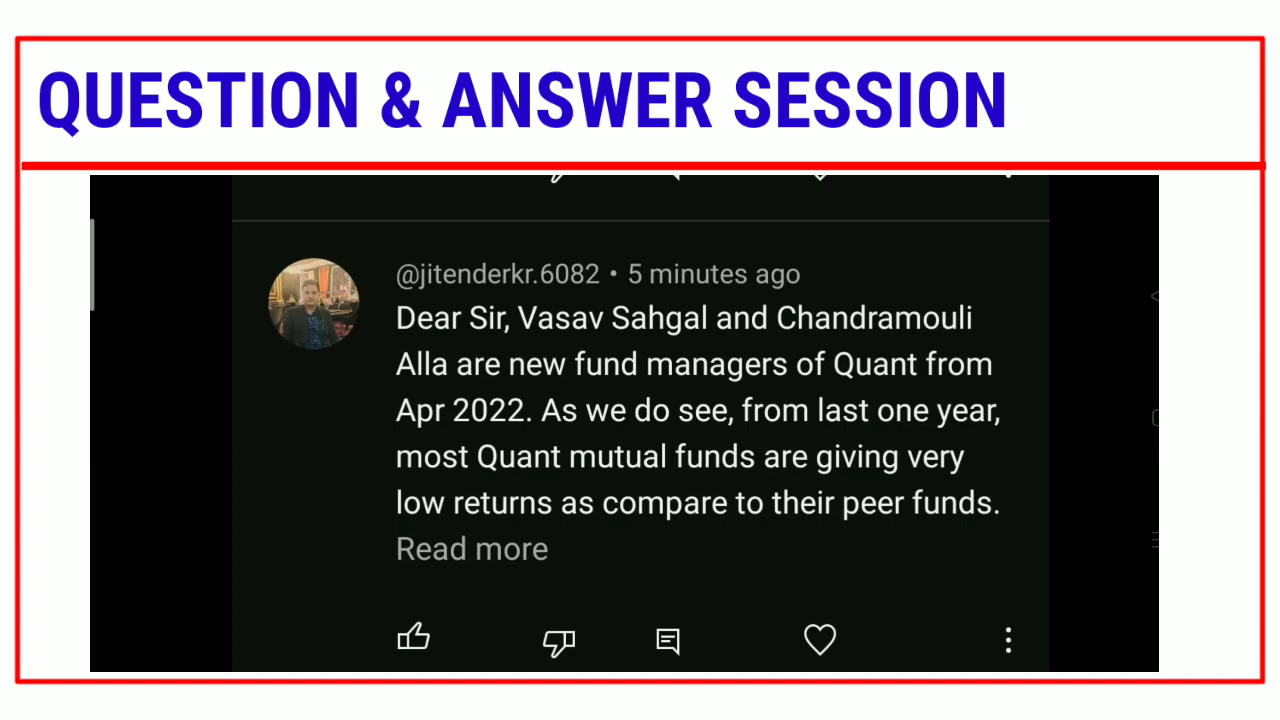 QUESTION & ANSWER SESSION
@jitenderkr.6082 • 5 minutes ago
Dear Sir, Vasav Sahgal and Chandramouli
Alla are new fund managers of Quant from
Apr 2022. As we do see, from last one year,
most Quant mutual funds are giving very
low returns as compare to their peer funds.
Read more